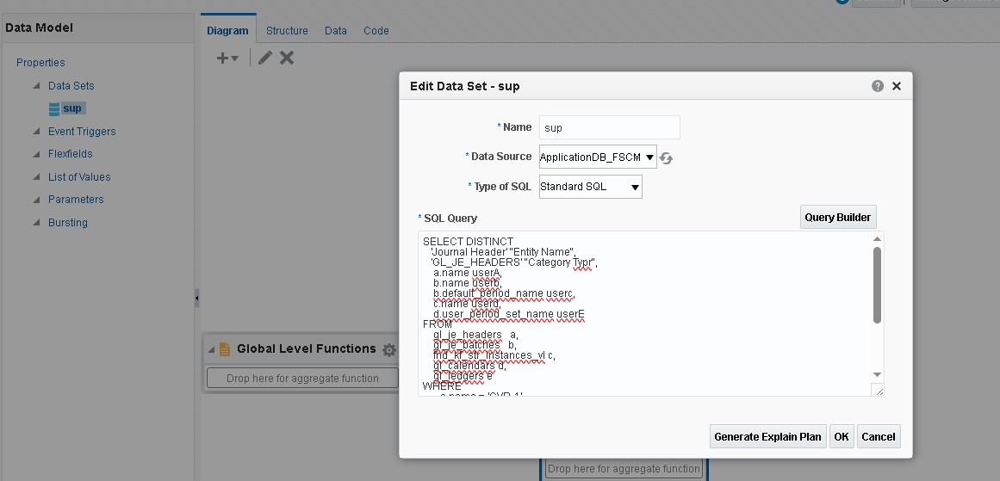 Data Model
Diagram
Structure
Data
Code
Properties
Data Sets
sup
Event Triggers
Flexfields
List of Values
Parameters
Bursting
Global Level Functions
Drop here for aggregate function
Edit Data Set - sup
* Name
sup
* Data Source
ApplicationDB_FSCM
* Type of SQL
Standard SQL
* SQL Query
Query Builder
SELECT DISTINCT
'Journal Header' "Entity Name",
'GL_JE_HEADERS' "Category Typr",
a.name userA,
b.name userb,
b.default_period_name userc,
c.name userd,
d.user_period_set_name userE
FROM
gl_je_headers a,
gl_je_batches b,
fnd_kf_str_instances_vl c,
gl_calendars d,
gl_ledgers e
WHERE
Generate Explain Plan
OK
Cancel
Drop here for aggregate function